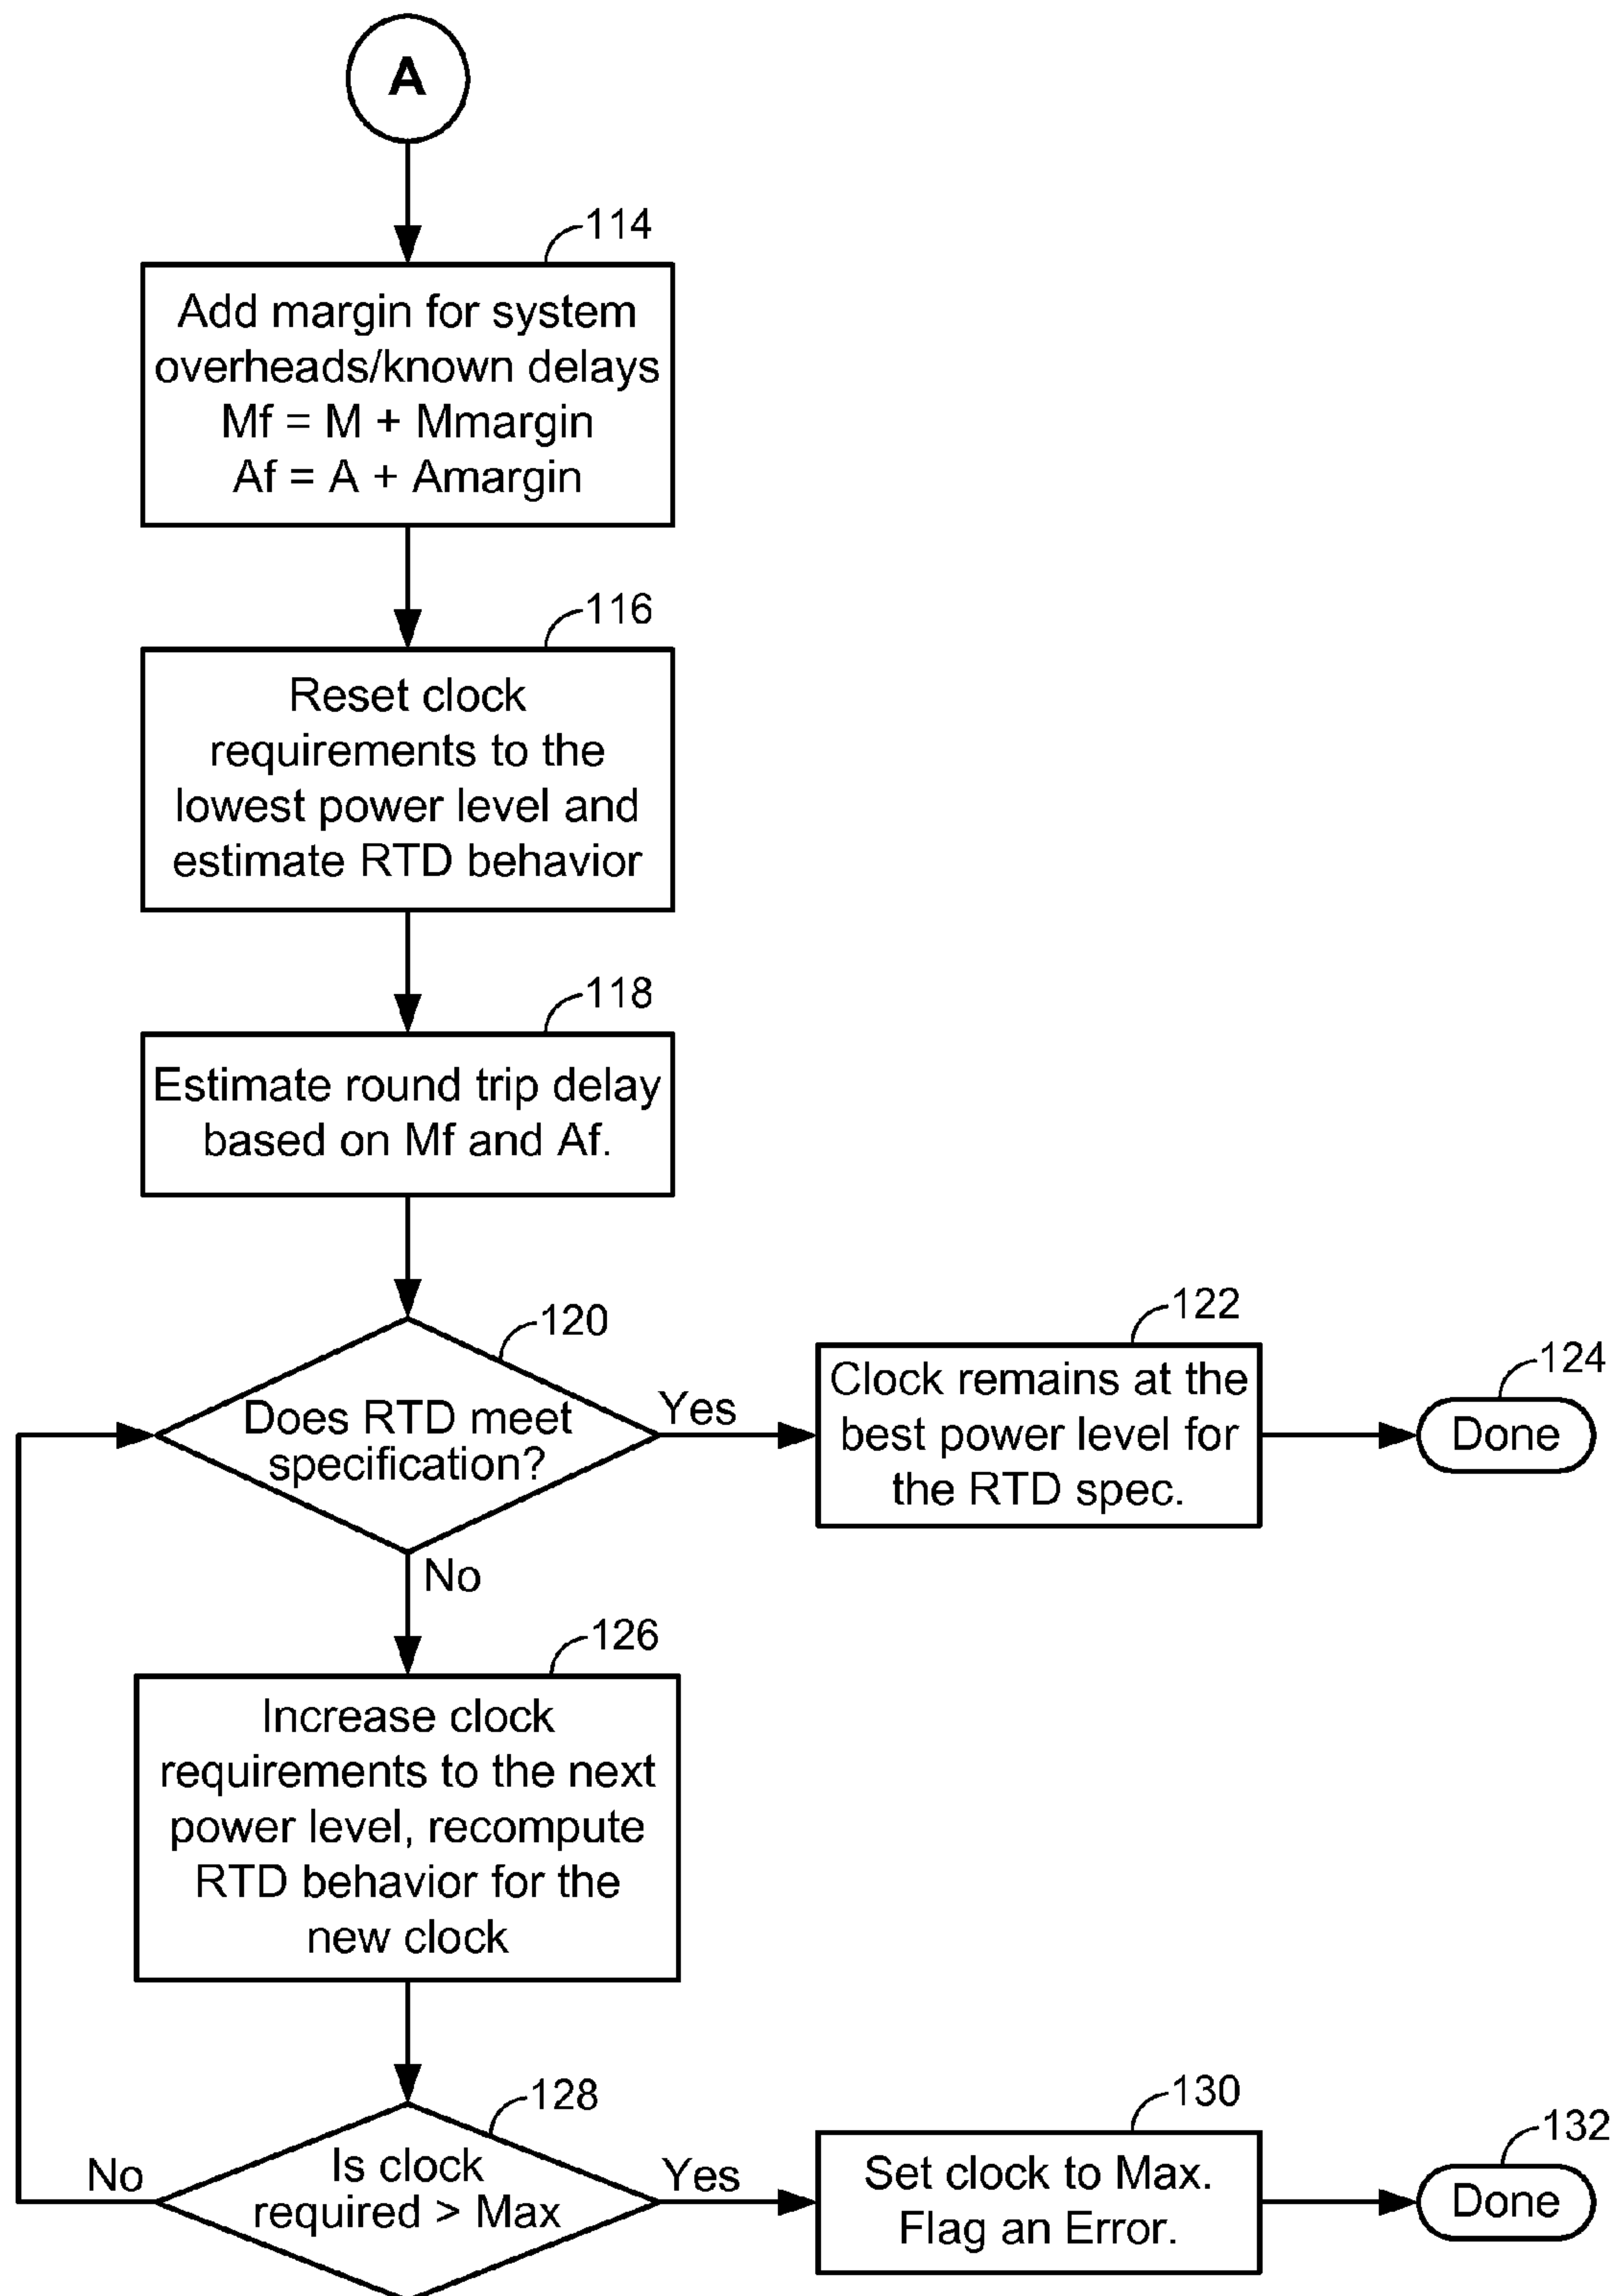 A
114
Add margin for system
overheads/known delays
Mf = M + Mmargin
Af = A + Amargin
116
Reset clock
requirements to the
lowest power level and
estimate RTD behavior
118
Estimate round trip delay
based on Mf and Af.
120
Does RTD meet
specification?
Yes
122
Clock remains at the
best power level for
the RTD spec.
124
Done
No
126
Increase clock
requirements to the next
power level, recompute
RTD behavior for the
new clock
128
Is clock
required > Max
No
Yes
130
Set clock to Max.
Flag an Error.
132
Done